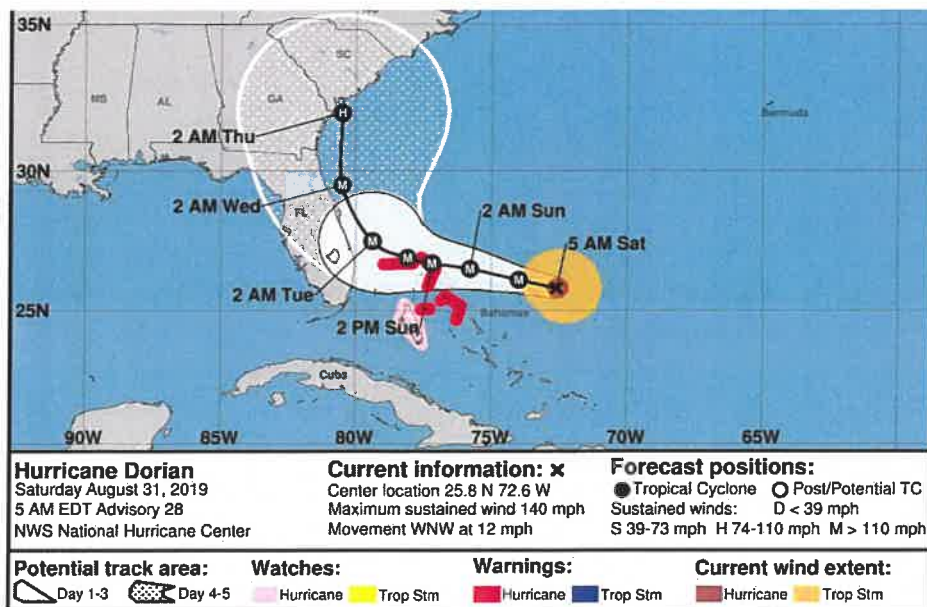 35N
SC
MS
AL
GA
Bermuda
H
2 AM Thu
30N
M
2 AM Wed
2 AM Sun
FL
5 AM Sat
M
M
M
M
M
2 AM Tue
25N
Bahamas
2 PM Sun
Cuba
90W 85W 80W 75W 70W 65W
Hurricane Dorian
Saturday August 31, 2019
5 AM EDT Advisory 28
NWS National Hurricane Center
Current information: ×
Center location 25.8 N 72.6 W
Maximum sustained wind 140 mph
Movement WNW at 12 mph
Forecast positions:
Tropical Cyclone Post/Potential TC
Sustained winds: D < 39 mph
S 39-73 mph H 74-110 mph M > 110 mph
Potential track area:
Day 1-3 Day 4-5
Watches:
Hurricane Trop Stm
Warnings:
Hurricane Trop Stm
Current wind extent:
Hurricane Trop Stm